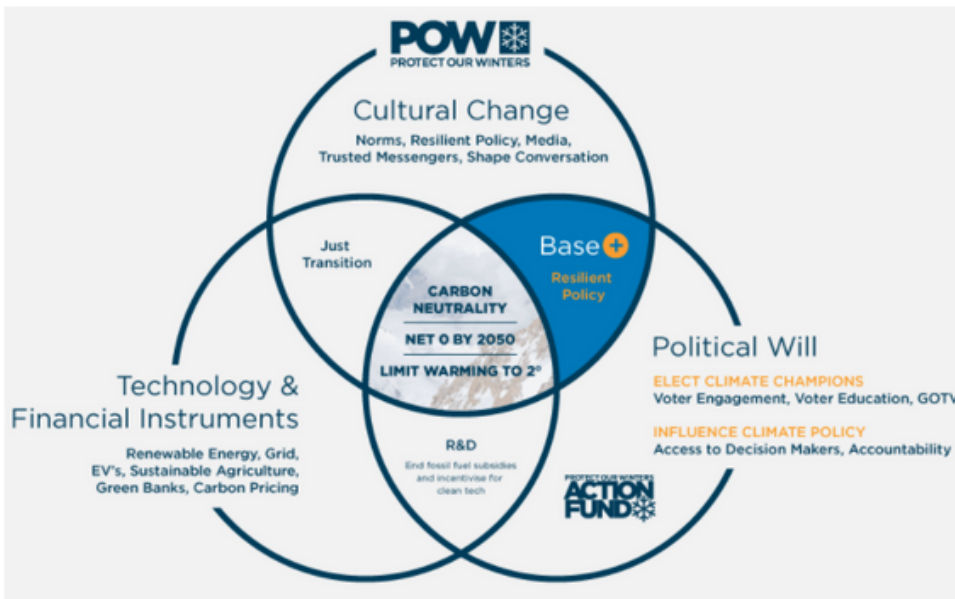 POW
PROTECT OUR WINTERS
Cultural Change
Norms, Resilient Policy, Media,
Trusted Messengers, Shape Conversation
Just
Transition
Base+
Resilient
Policy
CARBON
NEUTRALITY
NET 0 BY 2050
LIMIT WARMING TO 2°
Technology &
Financial Instruments
Renewable Energy, Grid,
EV's, Sustainable Agriculture,
Green Banks, Carbon Pricing
Political Will
ELECT CLIMATE CHAMPIONS
Voter Engagement, Voter Education, GOTV
INFLUENCE CLIMATE POLICY
Access to Decision Makers, Accountability
R&D
End fossil fuel subsidies
and incentivise for
clean tech
PROTECT OUR WINTERS
ACTION
FUND